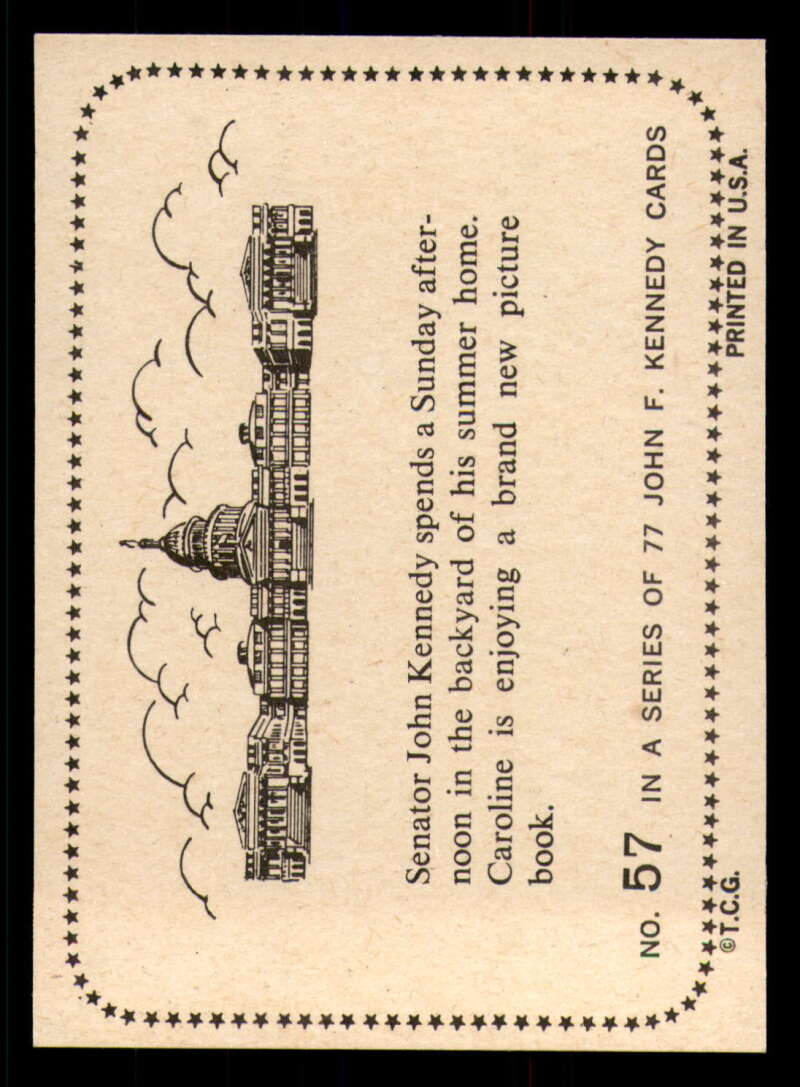 Senator John Kennedy spends a Sunday after-
noon in the backyard of his summer home.
Caroline is enjoying a brand new picture
book.
NO. 57 IN A SERIES OF 77 JOHN F. KENNEDY CARDS
©T.C.G. PRINTED IN U.S.A.